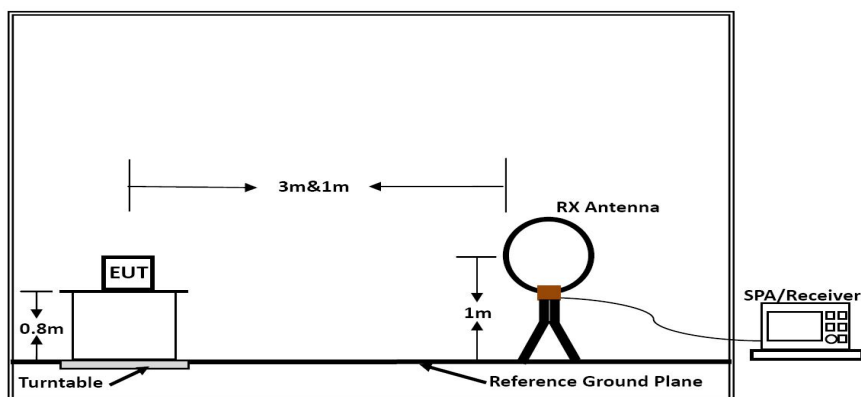 3m&1m
RX Antenna
EUT
SPA/Receiver
0.8m
1m
Turntable
Reference Ground Plane